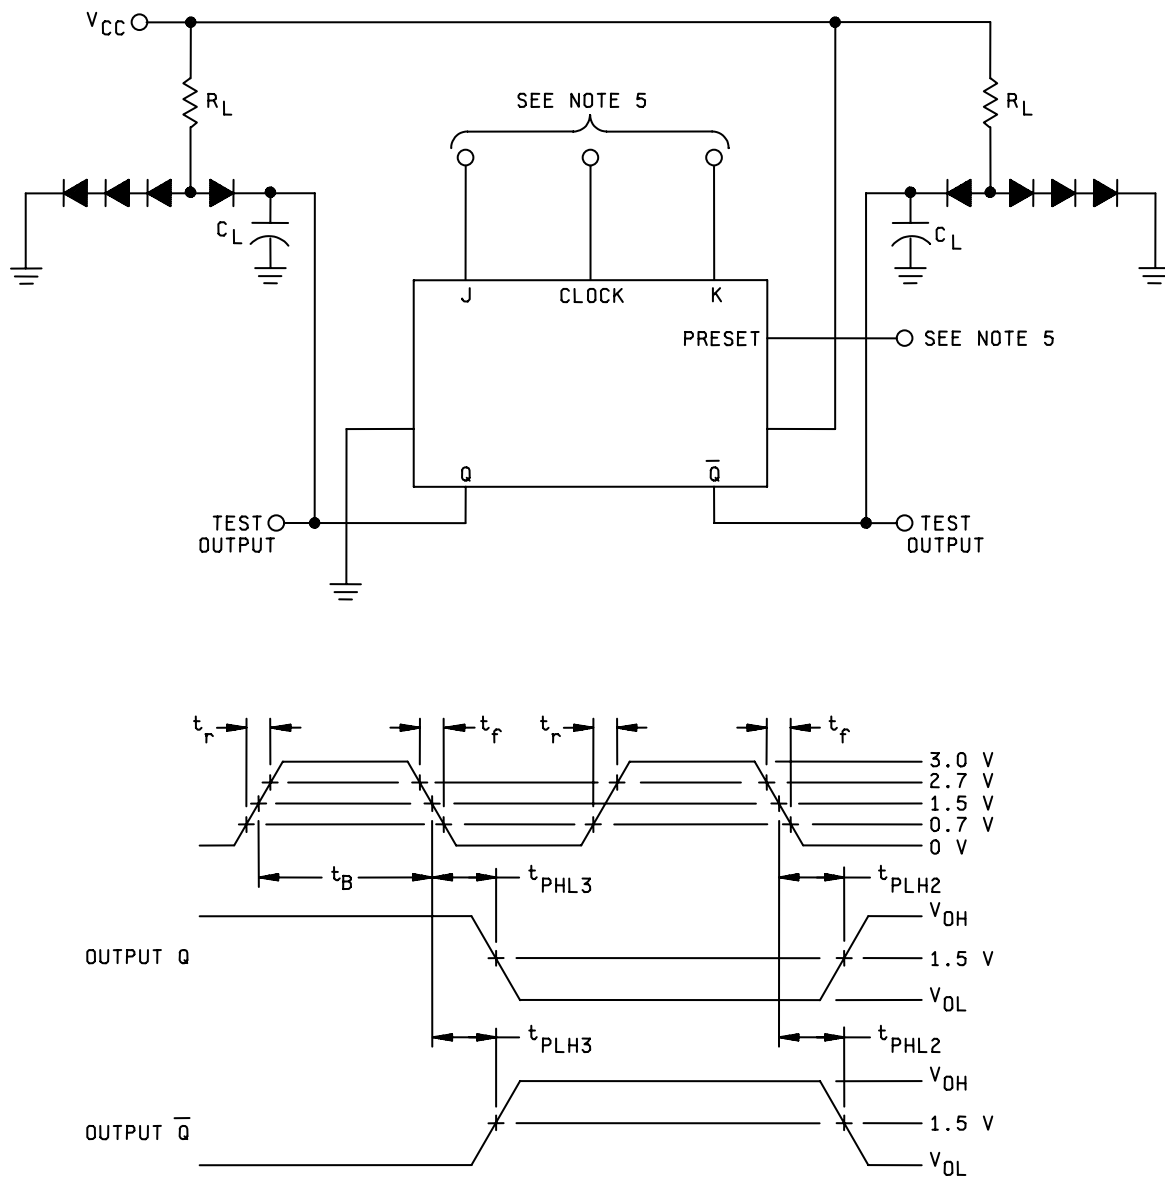 VCC
RL
SEE NOTE 5
RL
CL
CL
J CLOCK K
PRESET
SEE NOTE 5
Q Q̅
TEST OUTPUT
TEST OUTPUT
tr tf tr tf
3.0 V
2.7 V
1.5 V
0.7 V
0 V
tB tPHL3 tPLH2
VOH
OUTPUT Q 1.5 V
VOL
tPLH3 tPHL2
VOH
OUTPUT Q̅ 1.5 V
VOL